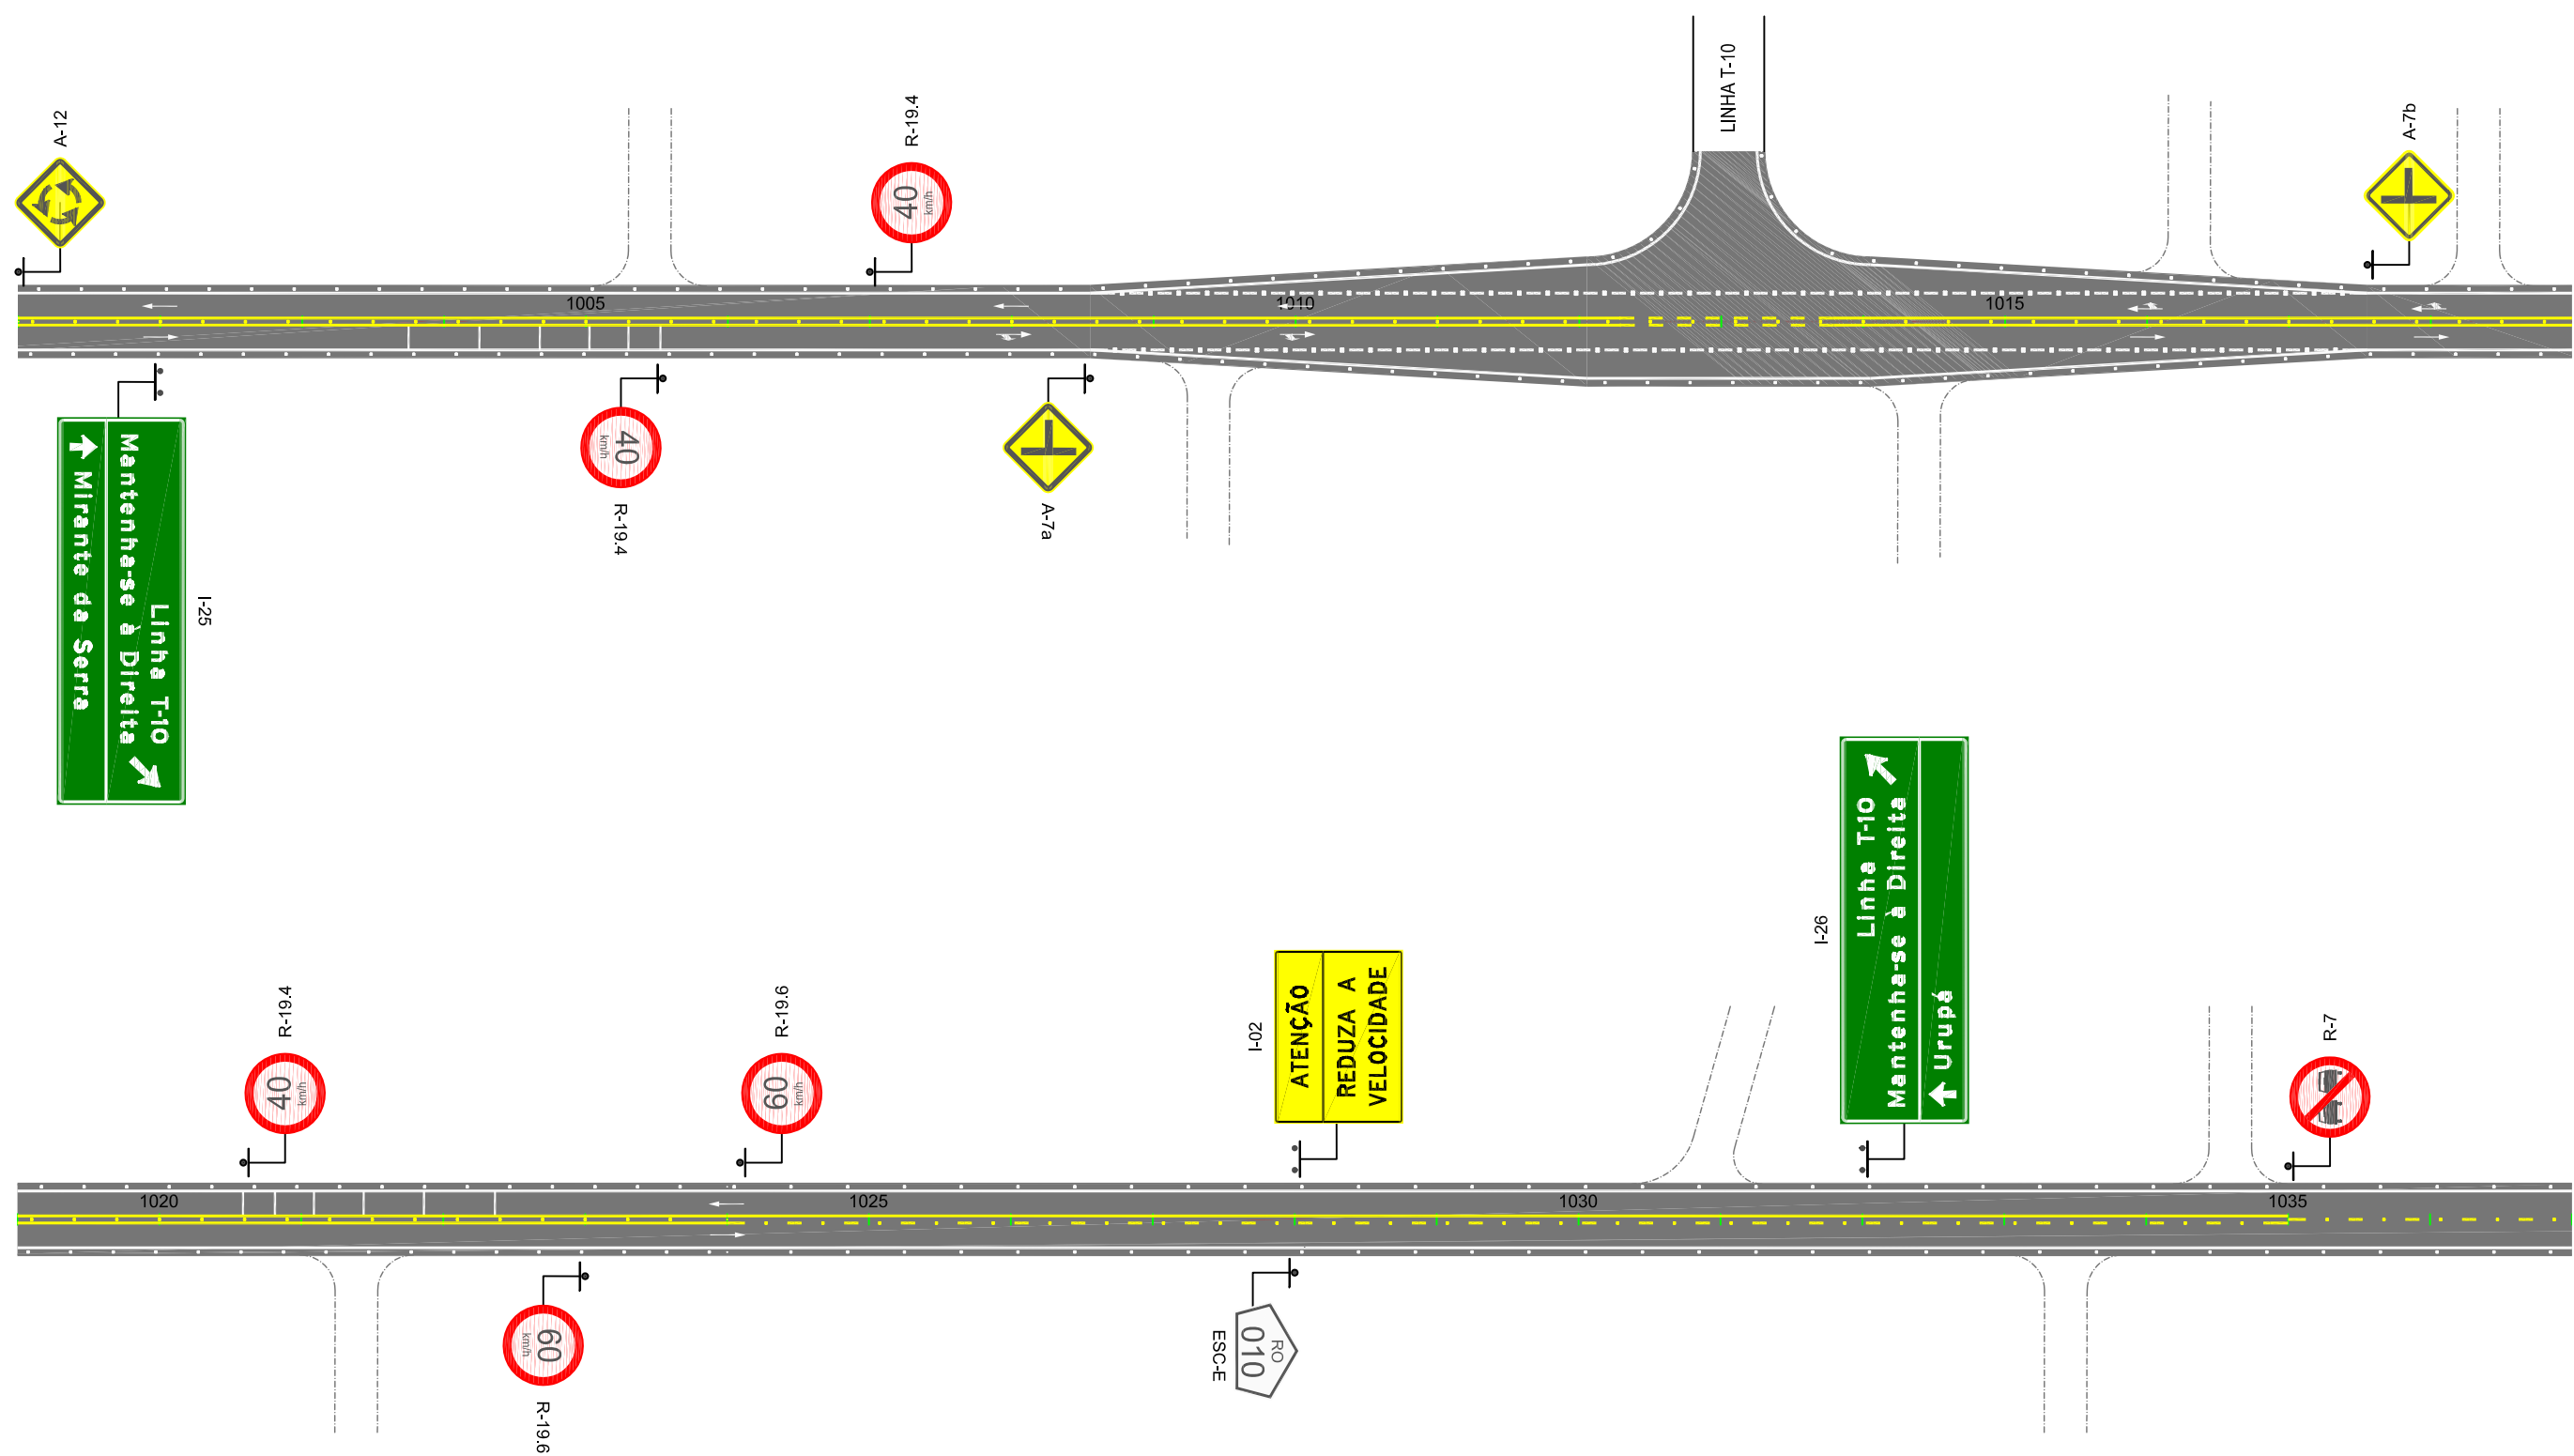 A-12
R-19.4
40
km/h
LINHA T-10
A-7b
1005
1010
1015
40
km/h
R-19.4
A-7a
Linha T-10
Mantenha-se à Direita
Mirante da Serra
I-25
R-19.4
40
km/h
R-19.6
60
km/h
I-02
ATENÇÃO
REDUZA A
VELOCIDADE
I-26
Linha T-10
Mantenha-se à Direita
Urupá
R-7
1020
1025
1030
1035
60
km/h
R-19.6
RO
010
ESC-E